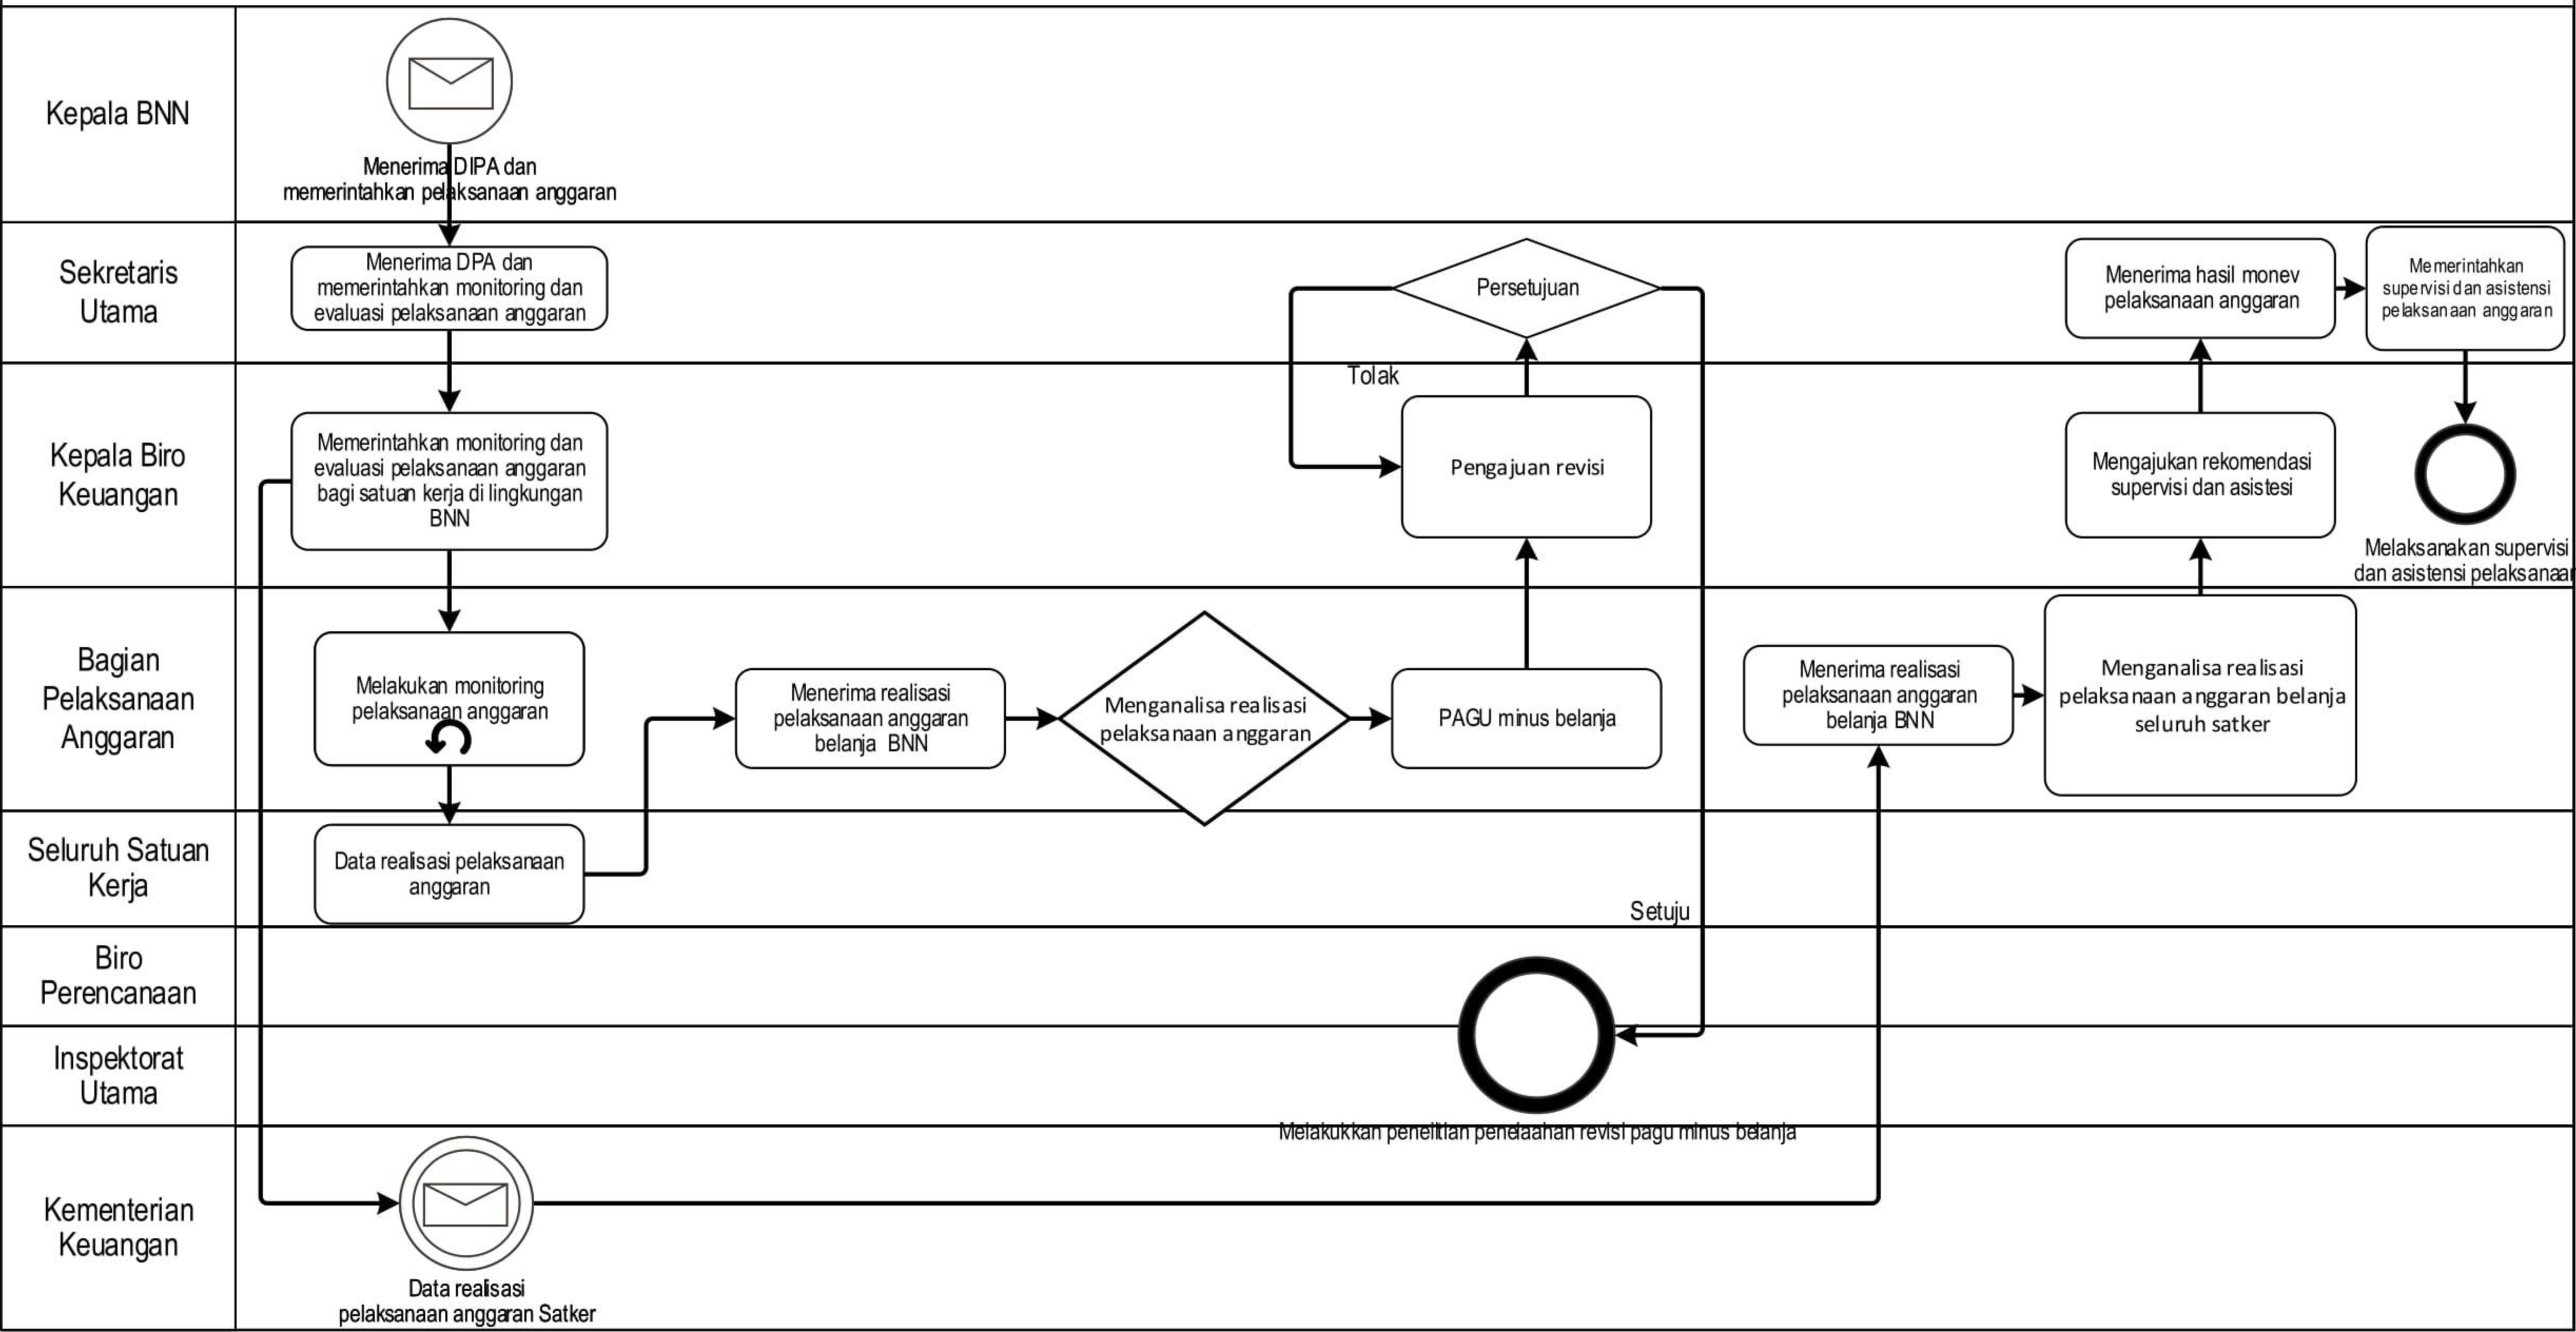 Kepala BNN
Menerima DIPA dan
memerintahkan pelaksanaan anggaran
Sekretaris
Utama
Menerima DPA dan
memerintahkan monitoring dan
evaluasi pelaksanaan anggaran
Persetujuan
Menerima hasil monev
pelaksanaan anggaran
Memerintahkan
supervisi dan asistensi
pelaksanaan anggaran
Kepala Biro
Keuangan
Memerintahkan monitoring dan
evaluasi pelaksanaan anggaran
bagi satuan kerja di lingkungan
BNN
Tolak
Pengajuan revisi
Mengajukan rekomendasi
supervisi dan asistesi
Melaksanakan supervisi
dan asistensi pelaksanaan
Bagian
Pelaksanaan
Anggaran
Melakukan monitoring
pelaksanaan anggaran
Menerima realisasi
pelaksanaan anggaran
belanja BNN
Menganalisa realisasi
pelaksanaan anggaran
PAGU minus belanja
Menerima realisasi
pelaksanaan anggaran
belanja BNN
Menganalisa realisasi
pelaksanaan anggaran belanja
seluruh satker
Seluruh Satuan
Kerja
Data realisasi pelaksanaan
anggaran
Setuju
Biro
Perencanaan
Inspektorat
Utama
Melakukkan penelitian penelaahan revisi pagu minus belanja
Kementerian
Keuangan
Data realisasi
pelaksanaan anggaran Satker